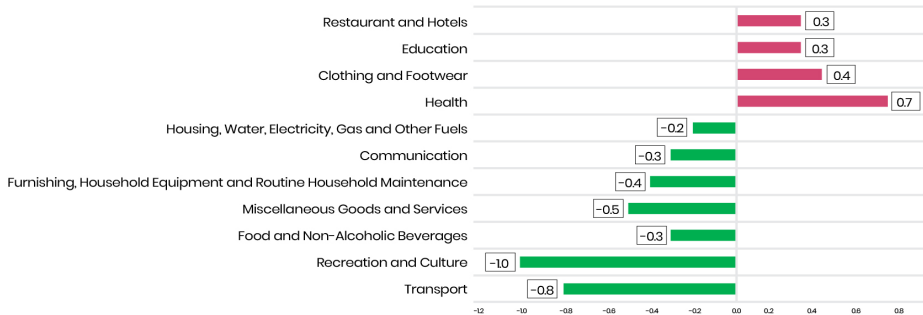 Restaurant and Hotels 0.3
Education 0.3
Clothing and Footwear 0.4
Health 0.7
Housing, Water, Electricity, Gas and Other Fuels -0.2
Communication -0.3
Furnishing, Household Equipment and Routine Household Maintenance -0.4
Miscellaneous Goods and Services -0.5
Food and Non-Alcoholic Beverages -0.3
Recreation and Culture -1.0
Transport -0.8
-1.2 -1.0 -0.8 -0.6 -0.4 -0.2 0.0 0.2 0.4 0.6 0.8